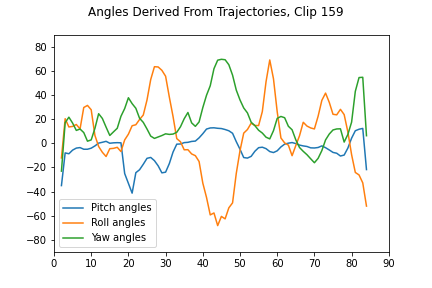 Angles Derived From Trajectories, Clip 159
80
60
40
20
0
−20
−40
−60
−80
Pitch angles
Roll angles
Yaw angles
0 10 20 30 40 50 60 70 80 90